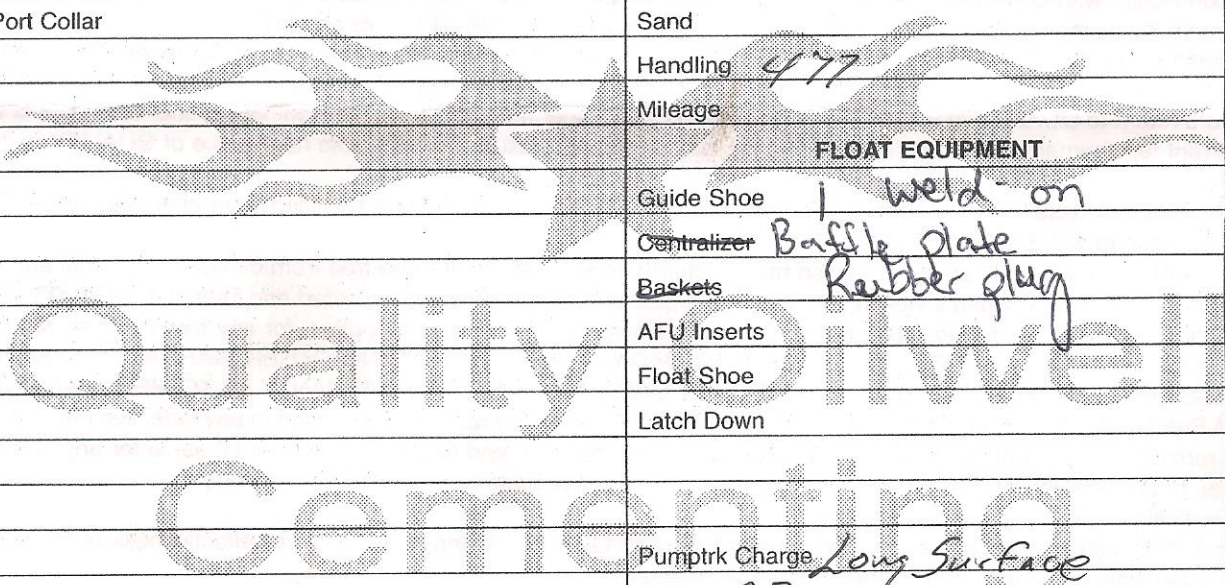 Port Collar
Sand
Handling 477
Mileage
FLOAT EQUIPMENT
Guide Shoe 1 weld-on
Centralizer Baffle plate
Baskets Rubber plug
AFU Inserts
Float Shoe
Latch Down
Quality Oilwell
Cementing
Pumptrk Charge Long Surface